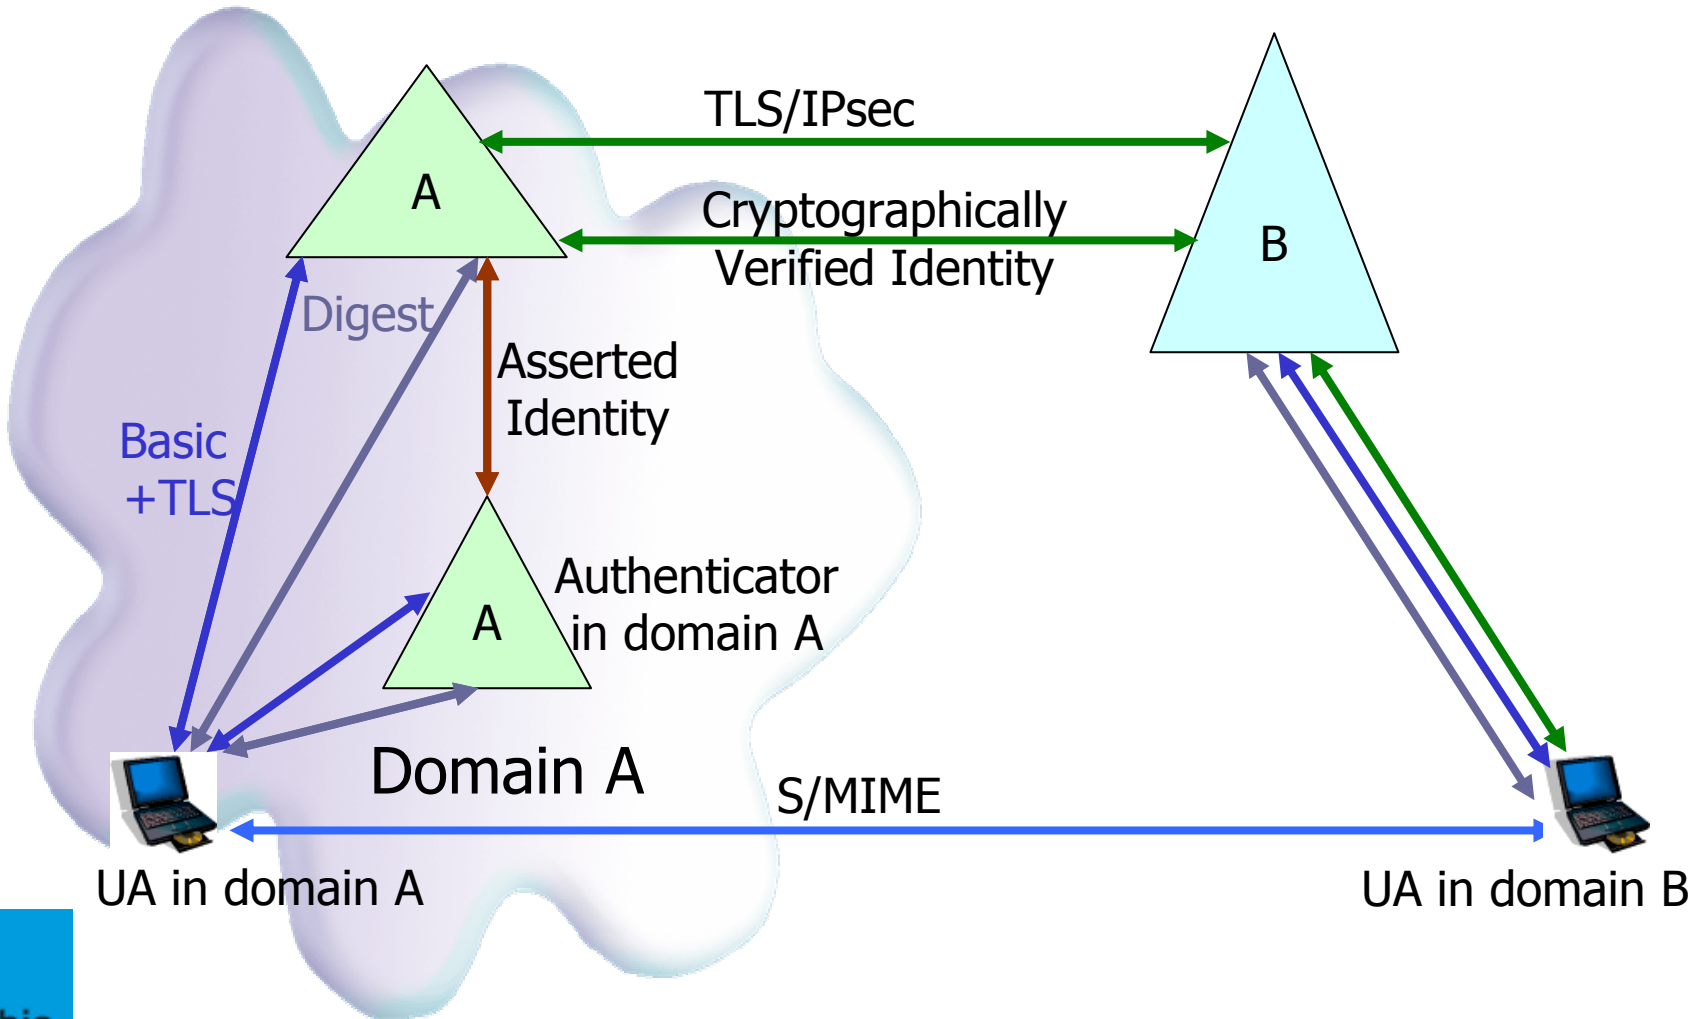 TLS/IPsec
A
Cryptographically
Verified Identity
B
Digest
Asserted
Identity
Basic
+TLS
Authenticator
in domain A
A
Domain A
S/MIME
UA in domain A
UA in domain B